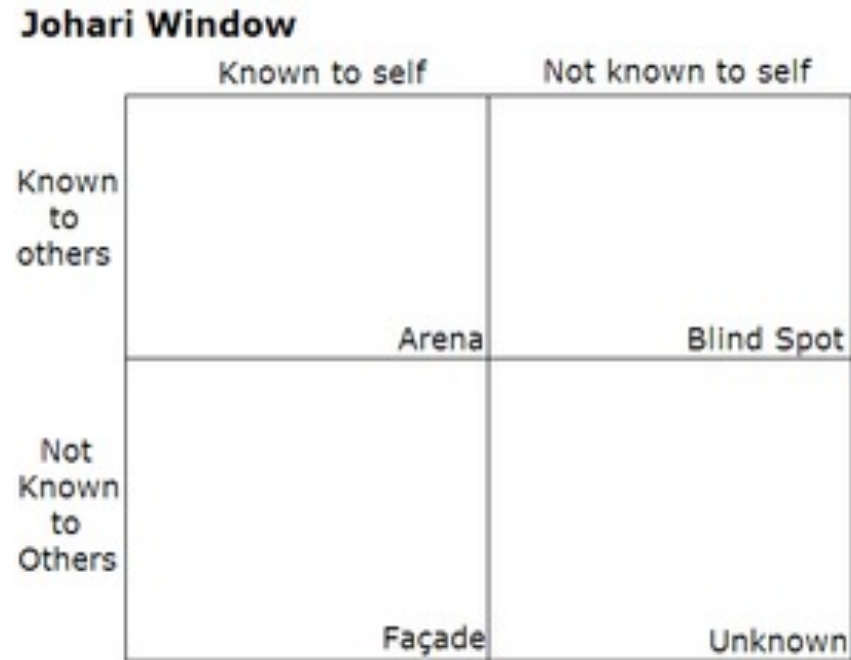 Johari Window
Known to self
Not known to self
Known
to
others
Arena
Blind Spot
Not
Known
to
Others
Façade
Unknown